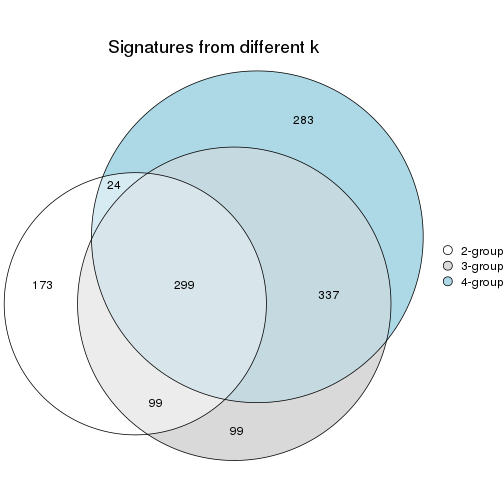 Signatures from different k
283
24
173
299
337
99
99
2-group
3-group
4-group